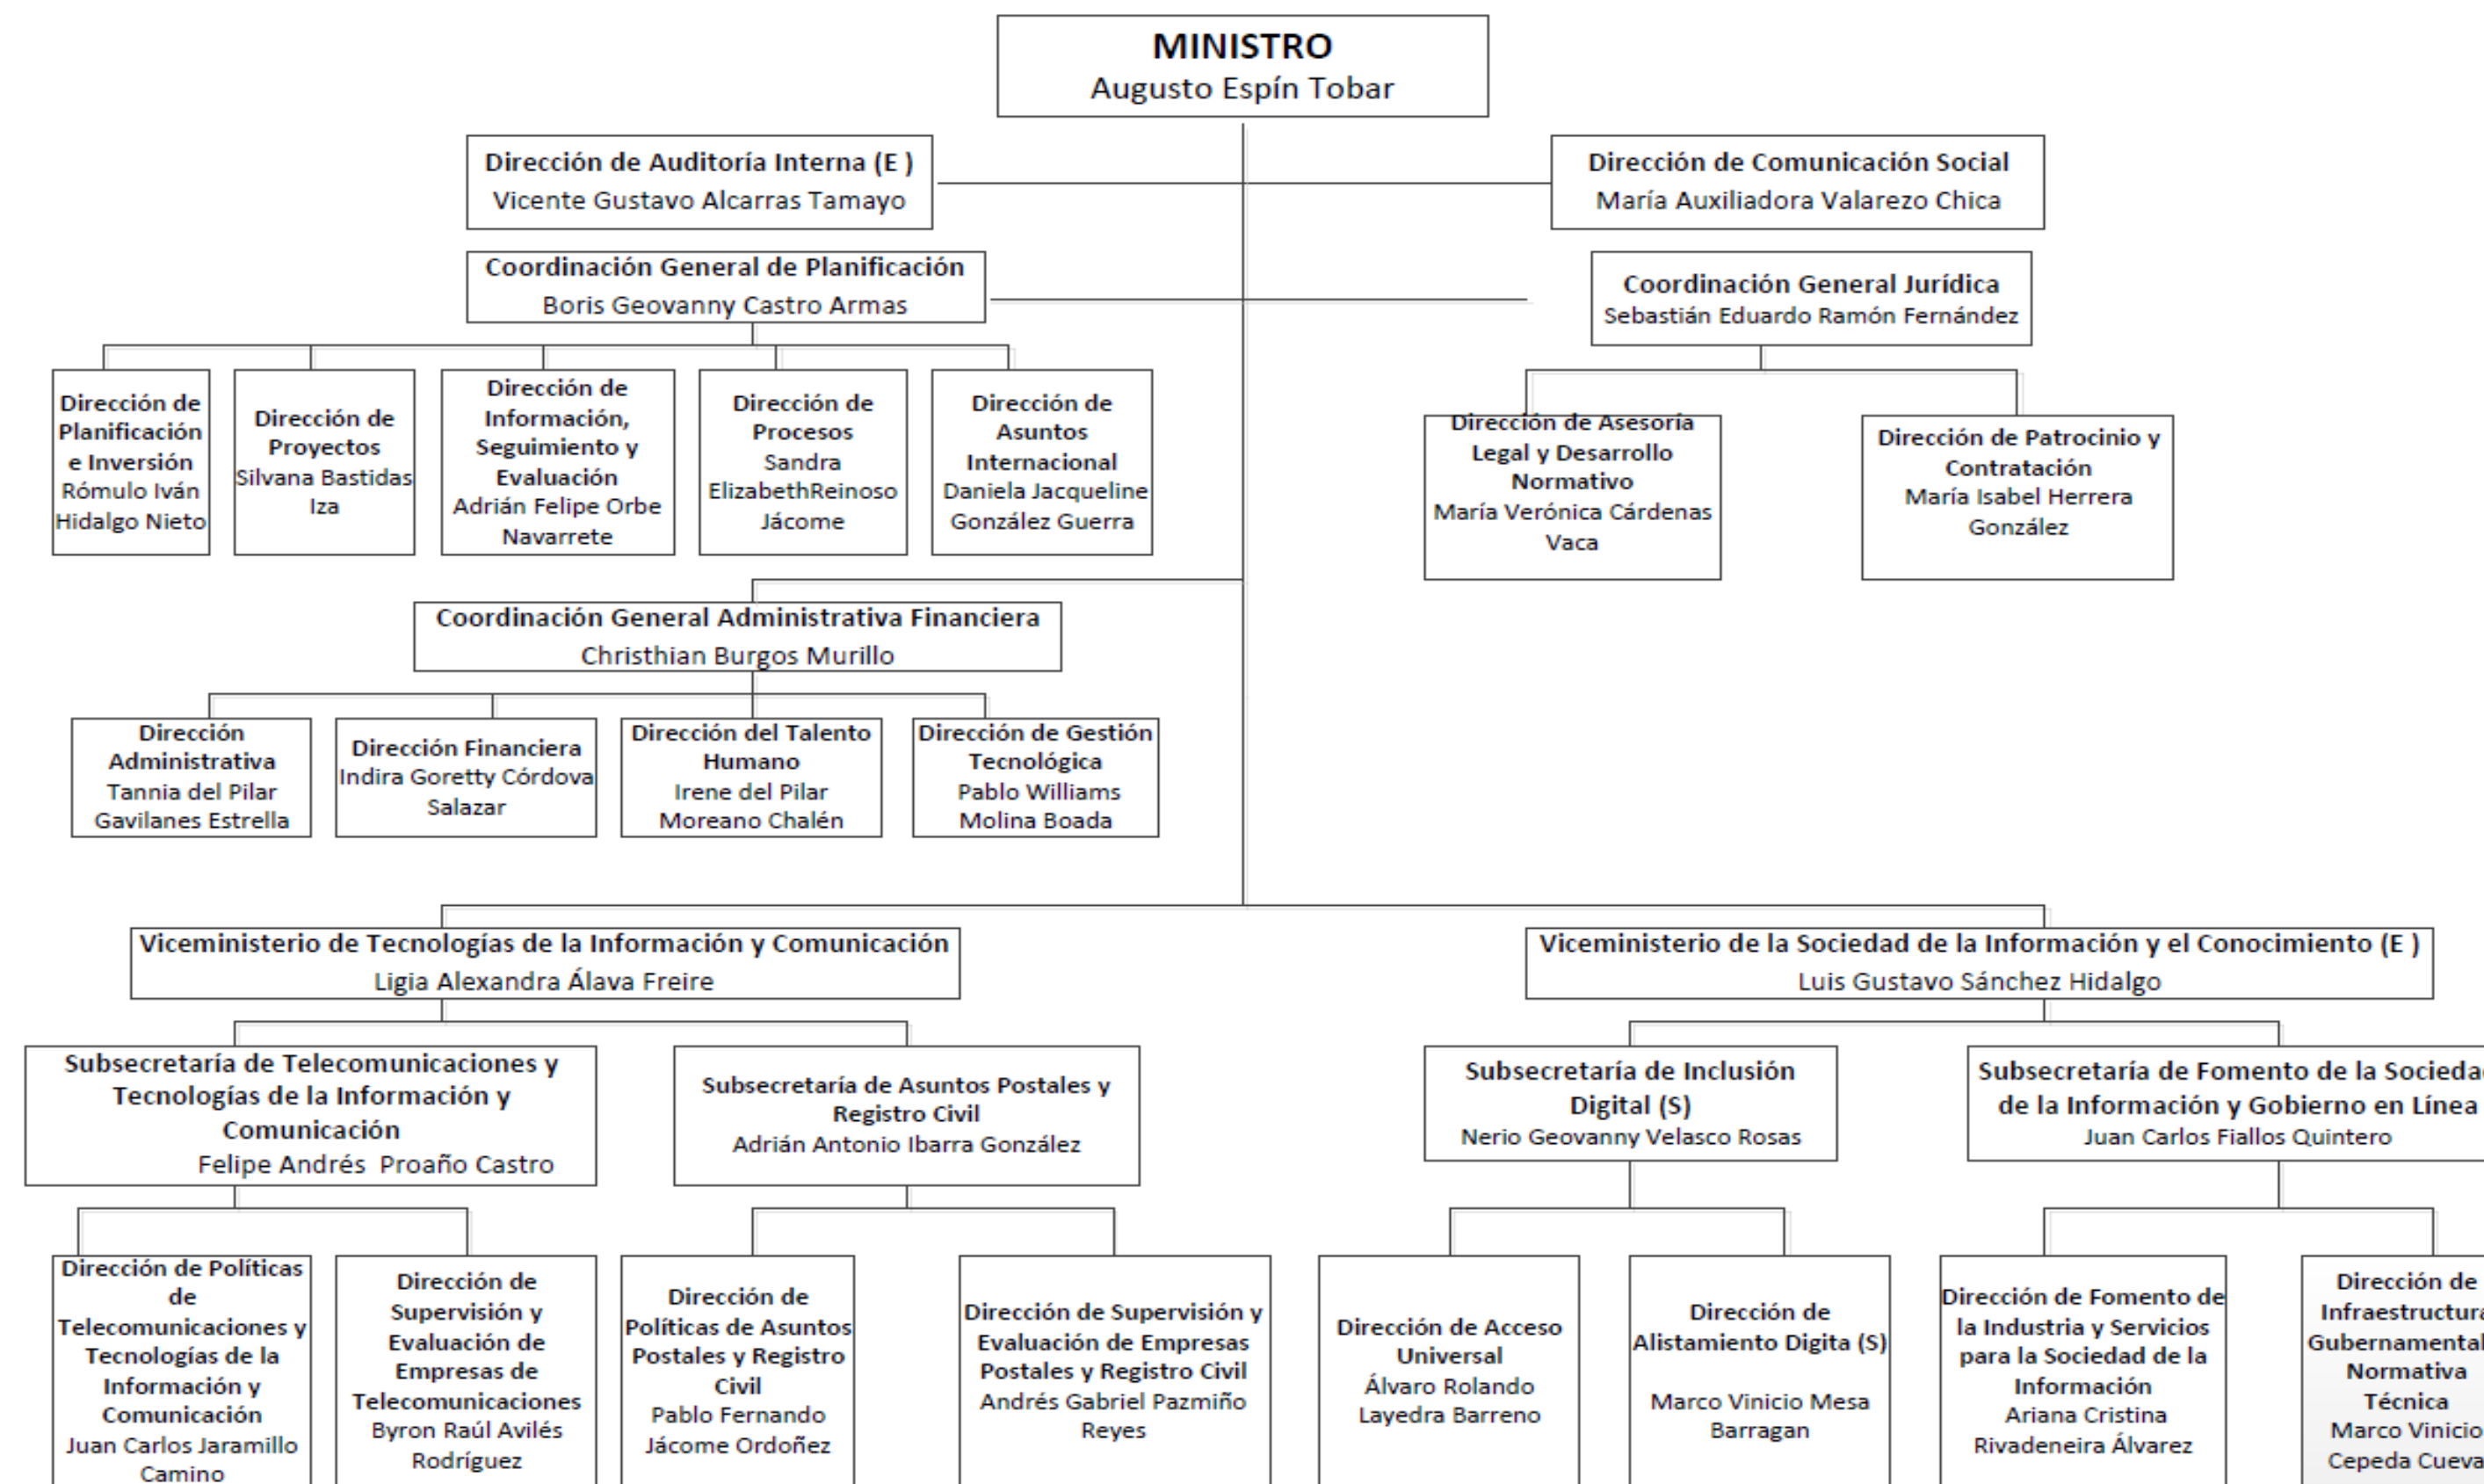 MINISTRO
Augusto Espín Tobar
Dirección de Auditoría Interna (E )
Vicente Gustavo Alcarras Tamayo
Dirección de Comunicación Social
María Auxiliadora Valarezo Chica
Coordinación General de Planificación
Boris Geovanny Castro Armas
Coordinación General Jurídica
Sebastián Eduardo Ramón Fernández
Dirección de
Planificación
e Inversión
Rómulo Iván
Hidalgo Nieto
Dirección de
Proyectos
Silvana Bastidas
Iza
Dirección de
Información,
Seguimiento y
Evaluación
Adrián Felipe Orbe
Navarrete
Dirección de
Procesos
Sandra
ElizabethReinoso
Jácome
Dirección de
Asuntos
Internacional
Daniela Jacqueline
González Guerra
Dirección de Asesoría
Legal y Desarrollo
Normativo
María Verónica Cárdenas
Vaca
Dirección de Patrocinio y
Contratación
María Isabel Herrera
González
Coordinación General Administrativa Financiera
Christhian Burgos Murillo
Dirección
Administrativa
Tannia del Pilar
Gavilanes Estrella
Dirección Financiera
Indira Goretty Córdova
Salazar
Dirección del Talento
Humano
Irene del Pilar
Moreano Chalén
Dirección de Gestión
Tecnológica
Pablo Williams
Molina Boada
Viceministerio de Tecnologías de la Información y Comunicación
Ligia Alexandra Álava Freire
Viceministerio de la Sociedad de la Información y el Conocimiento (E )
Luis Gustavo Sánchez Hidalgo
Subsecretaría de Telecomunicaciones y
Tecnologías de la Información y
Comunicación
Felipe Andrés Proaño Castro
Subsecretaría de Asuntos Postales y
Registro Civil
Adrián Antonio Ibarra González
Subsecretaría de Inclusión
Digital (S)
Nerio Geovanny Velasco Rosas
Subsecretaría de Fomento de la Socieda
de la Información y Gobierno en Línea
Juan Carlos Fiallos Quintero
Dirección de Políticas
de
Telecomunicaciones y
Tecnologías de la
Información y
Comunicación
Juan Carlos Jaramillo
Camino
Dirección de
Supervisión y
Evaluación de
Empresas de
Telecomunicaciones
Byron Raúl Avilés
Rodríguez
Dirección de
Políticas de Asuntos
Postales y Registro
Civil
Pablo Fernando
Jácome Ordoñez
Dirección de Supervisión y
Evaluación de Empresas
Postales y Registro Civil
Andrés Gabriel Pazmiño
Reyes
Dirección de Acceso
Universal
Álvaro Rolando
Layedra Barreno
Dirección de
Alistamiento Digita (S)
Marco Vinicio Mesa
Barragan
Dirección de Fomento de
la Industria y Servicios
para la Sociedad de la
Información
Ariana Cristina
Rivadeneira Álvarez
Dirección de
Infraestructura
Gubernamental
Normativa
Técnica
Marco Vinicio
Cepeda Cueva